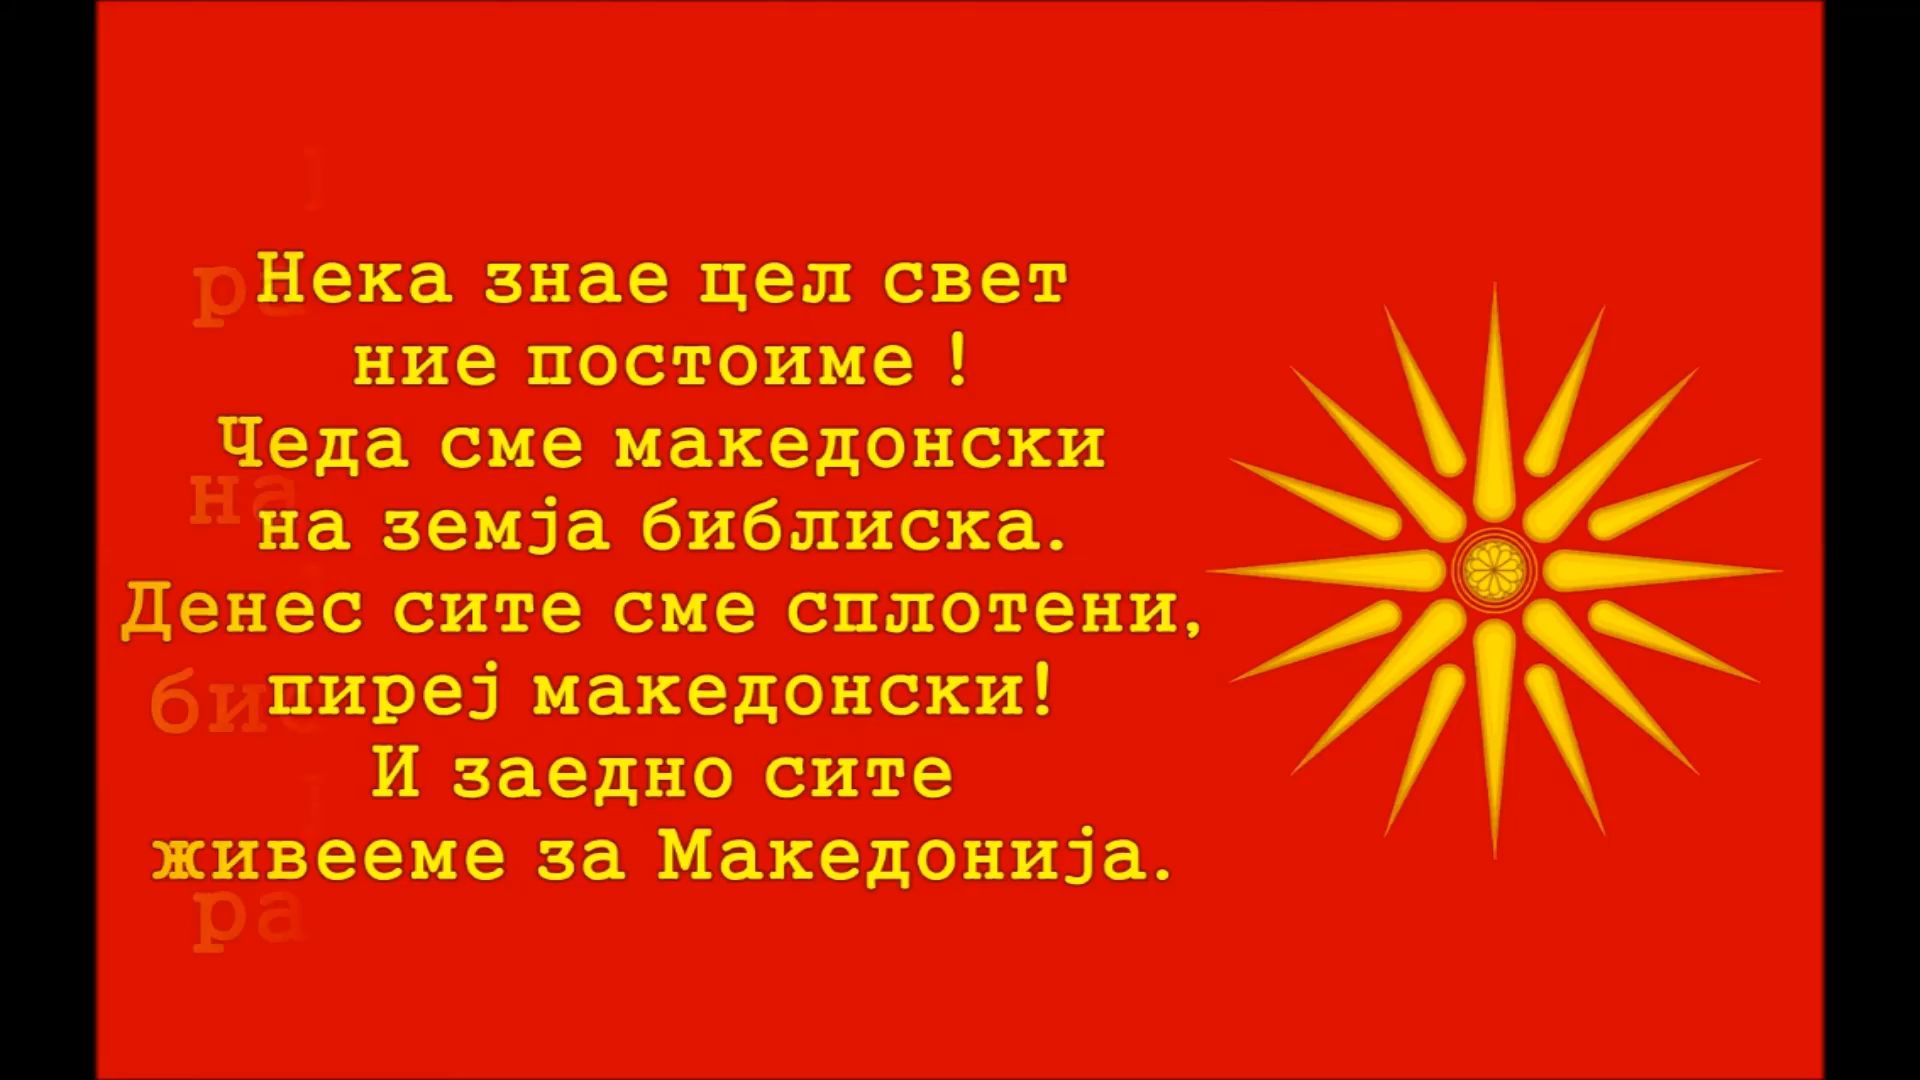 Нека знае цел свет
ние постоиме !
Чеда сме македонски
на земја библиска.
Денес сите сме сплотени,
пиреј македонски!
И заедно сите
живееме за Македонија.